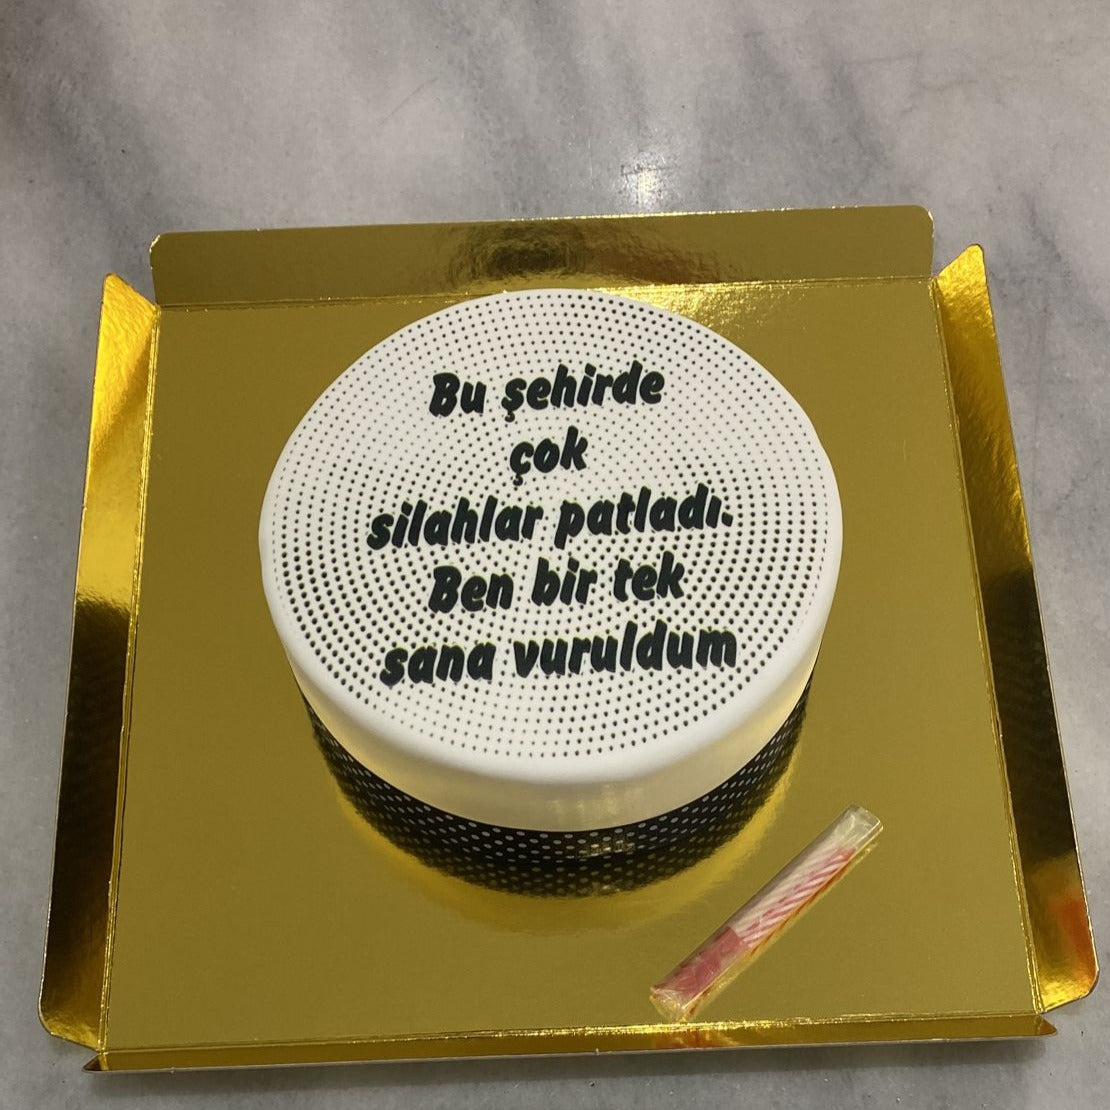 Bu şehirde
çok
silahlar patladı.
Ben bir tek
sana vuruldum